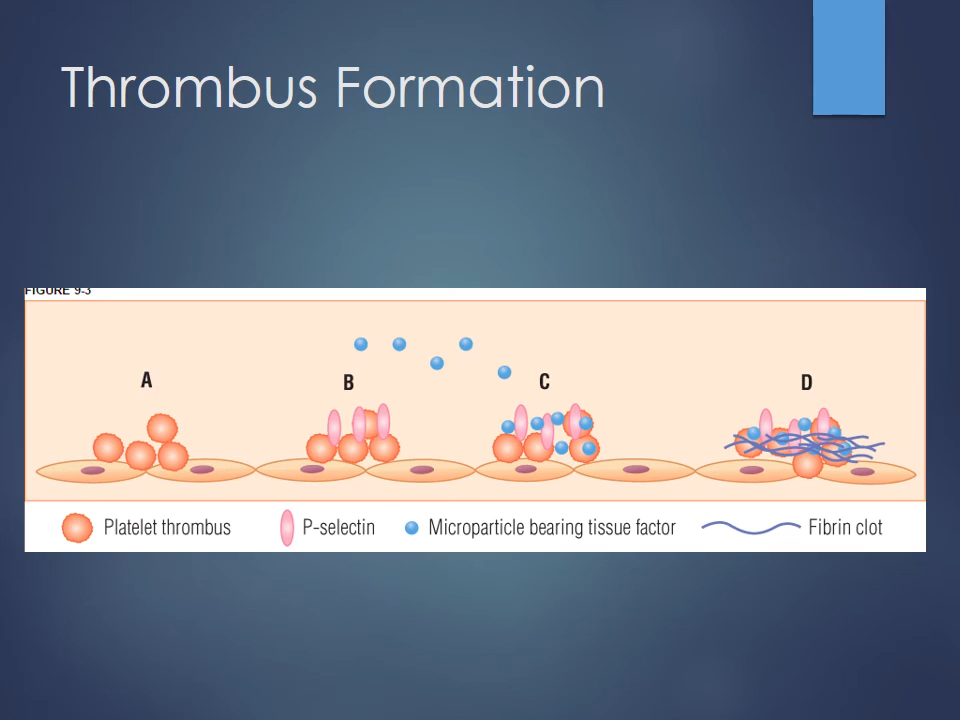 Thrombus Formation
FIGURE 9-3
A
B
C
D
Platelet thrombus
P-selectin
Microparticle bearing tissue factor
Fibrin clot